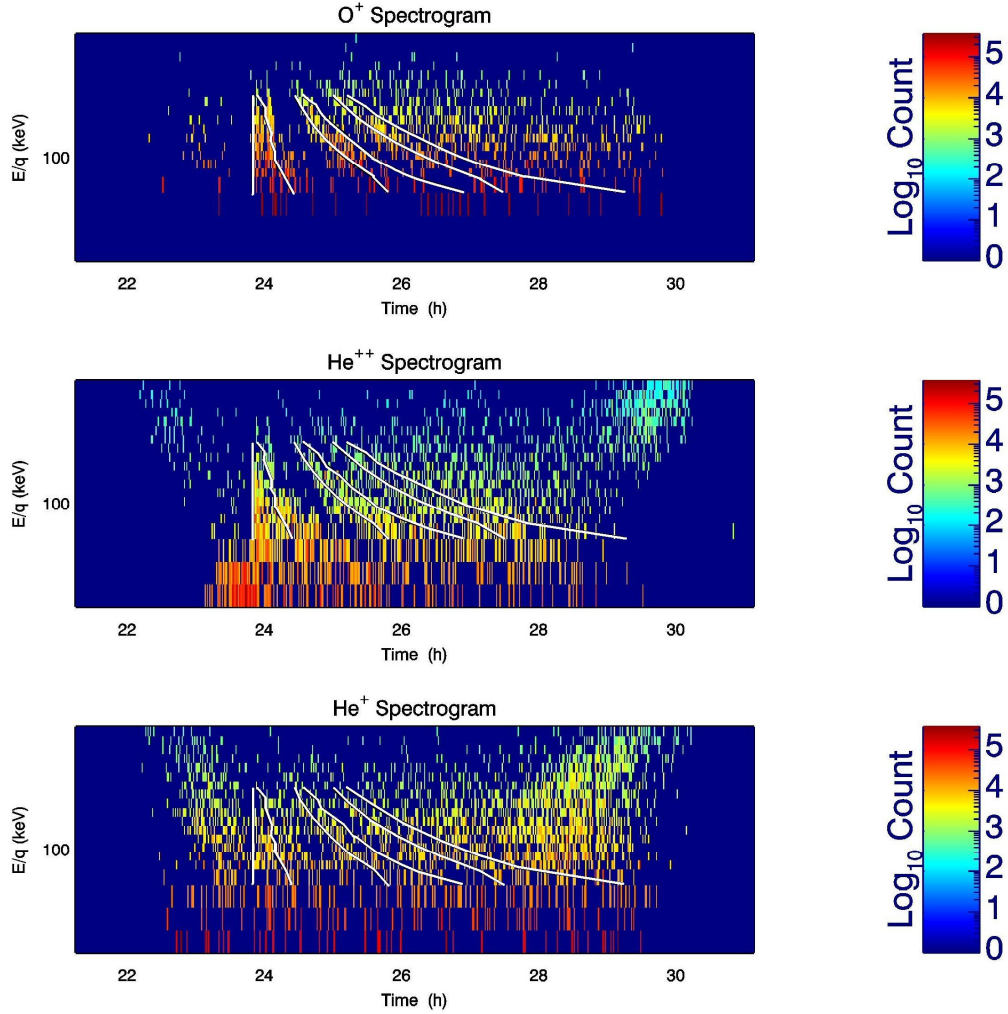 O+ Spectrogram
E/q (keV)
100
22 24 26 28 30
Time (h)
Log10 Count
5
4
3
2
1
0
He++ Spectrogram
E/q (keV)
100
22 24 26 28 30
Time (h)
Log10 Count
5
4
3
2
1
0
He+ Spectrogram
E/q (keV)
100
22 24 26 28 30
Time (h)
Log10 Count
5
4
3
2
1
0